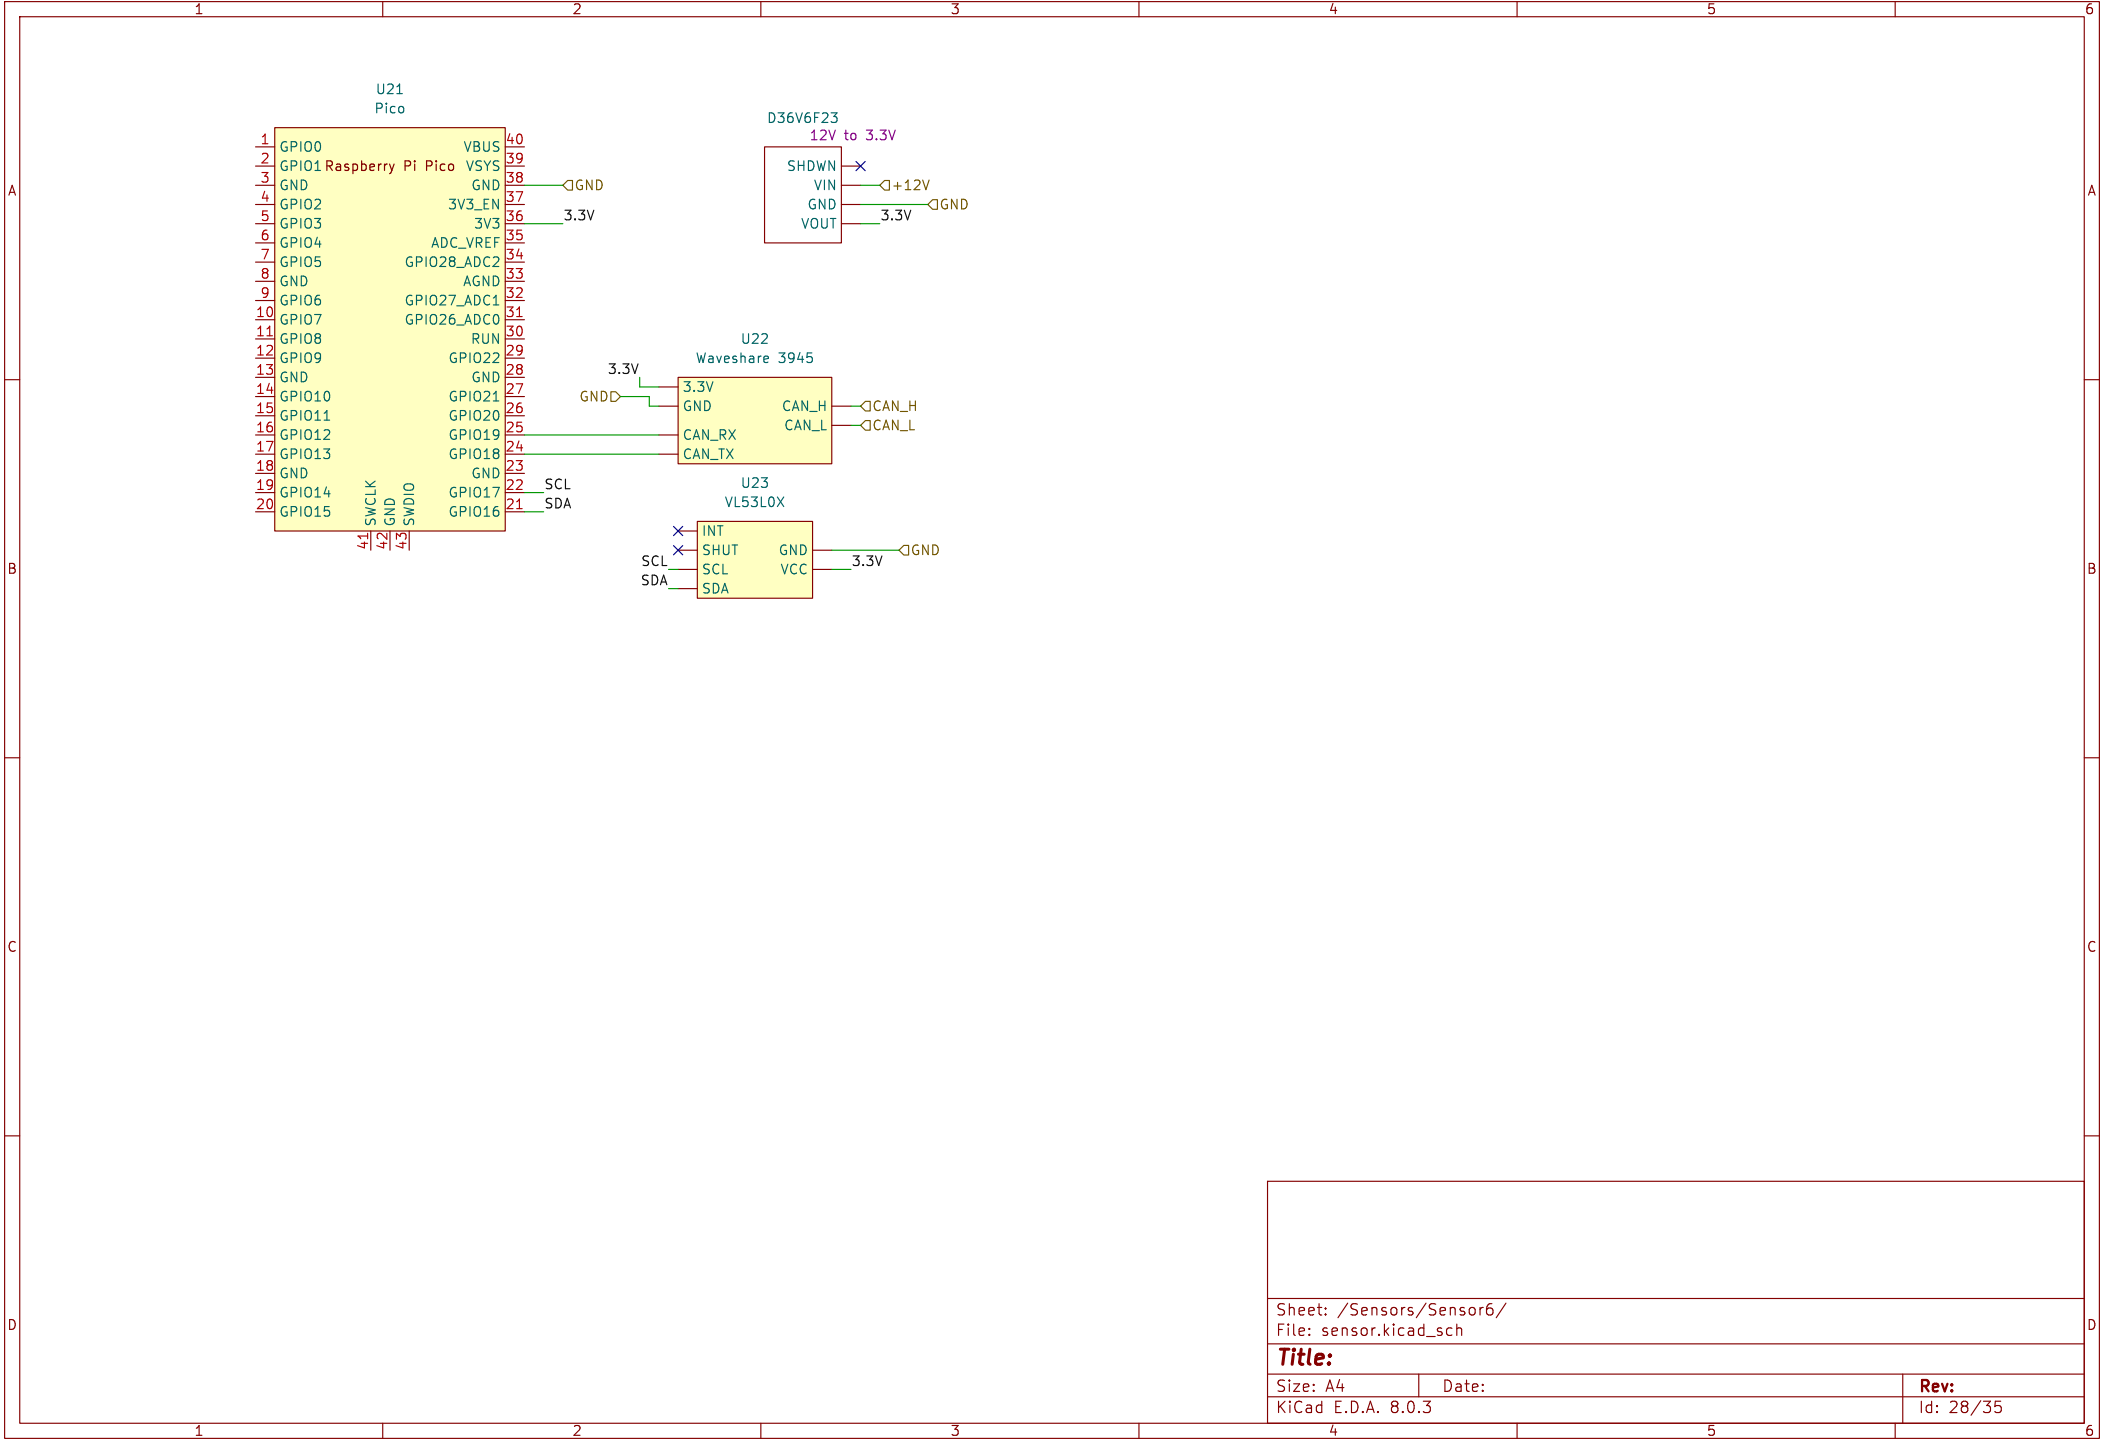 1 2 3 4 5 6
A
B
C
D
U21
Pico
Raspberry Pi Pico
1 GPIO0
2 GPIO1
3 GND
4 GPIO2
5 GPIO3
6 GPIO4
7 GPIO5
8 GND
9 GPIO6
10 GPIO7
11 GPIO8
12 GPIO9
13 GND
14 GPIO10
15 GPIO11
16 GPIO12
17 GPIO13
18 GND
19 GPIO14
20 GPIO15
41 SWCLK
42 GND
43 SWDIO
VBUS 40
VSYS 39
GND 38 GND
3V3_EN 37
3V3 36 3.3V
ADC_VREF 35
GPIO28_ADC2 34
AGND 33
GPIO27_ADC1 32
GPIO26_ADC0 31
RUN 30
GPIO22 29
GND 28
GPIO21 27
GPIO20 26
GPIO19 25
GPIO18 24
GND 23
GPIO17 22 SCL
GPIO16 21 SDA
D36V6F23
12V to 3.3V
SHDWN
VIN +12V
GND GND
VOUT 3.3V
U22
Waveshare 3945
3.3V 3.3V
GND GND
CAN_RX
CAN_TX
CAN_H CAN_H
CAN_L CAN_L
U23
VL53L0X
INT
SHUT
SCL SCL
SDA SDA
GND GND
VCC 3.3V
A
B
C
D
Sheet: /Sensors/Sensor6/
File: sensor.kicad_sch
Title:
Size: A4 Date: Rev:
KiCad E.D.A. 8.0.3 Id: 28/35
1 2 3 4 5 6